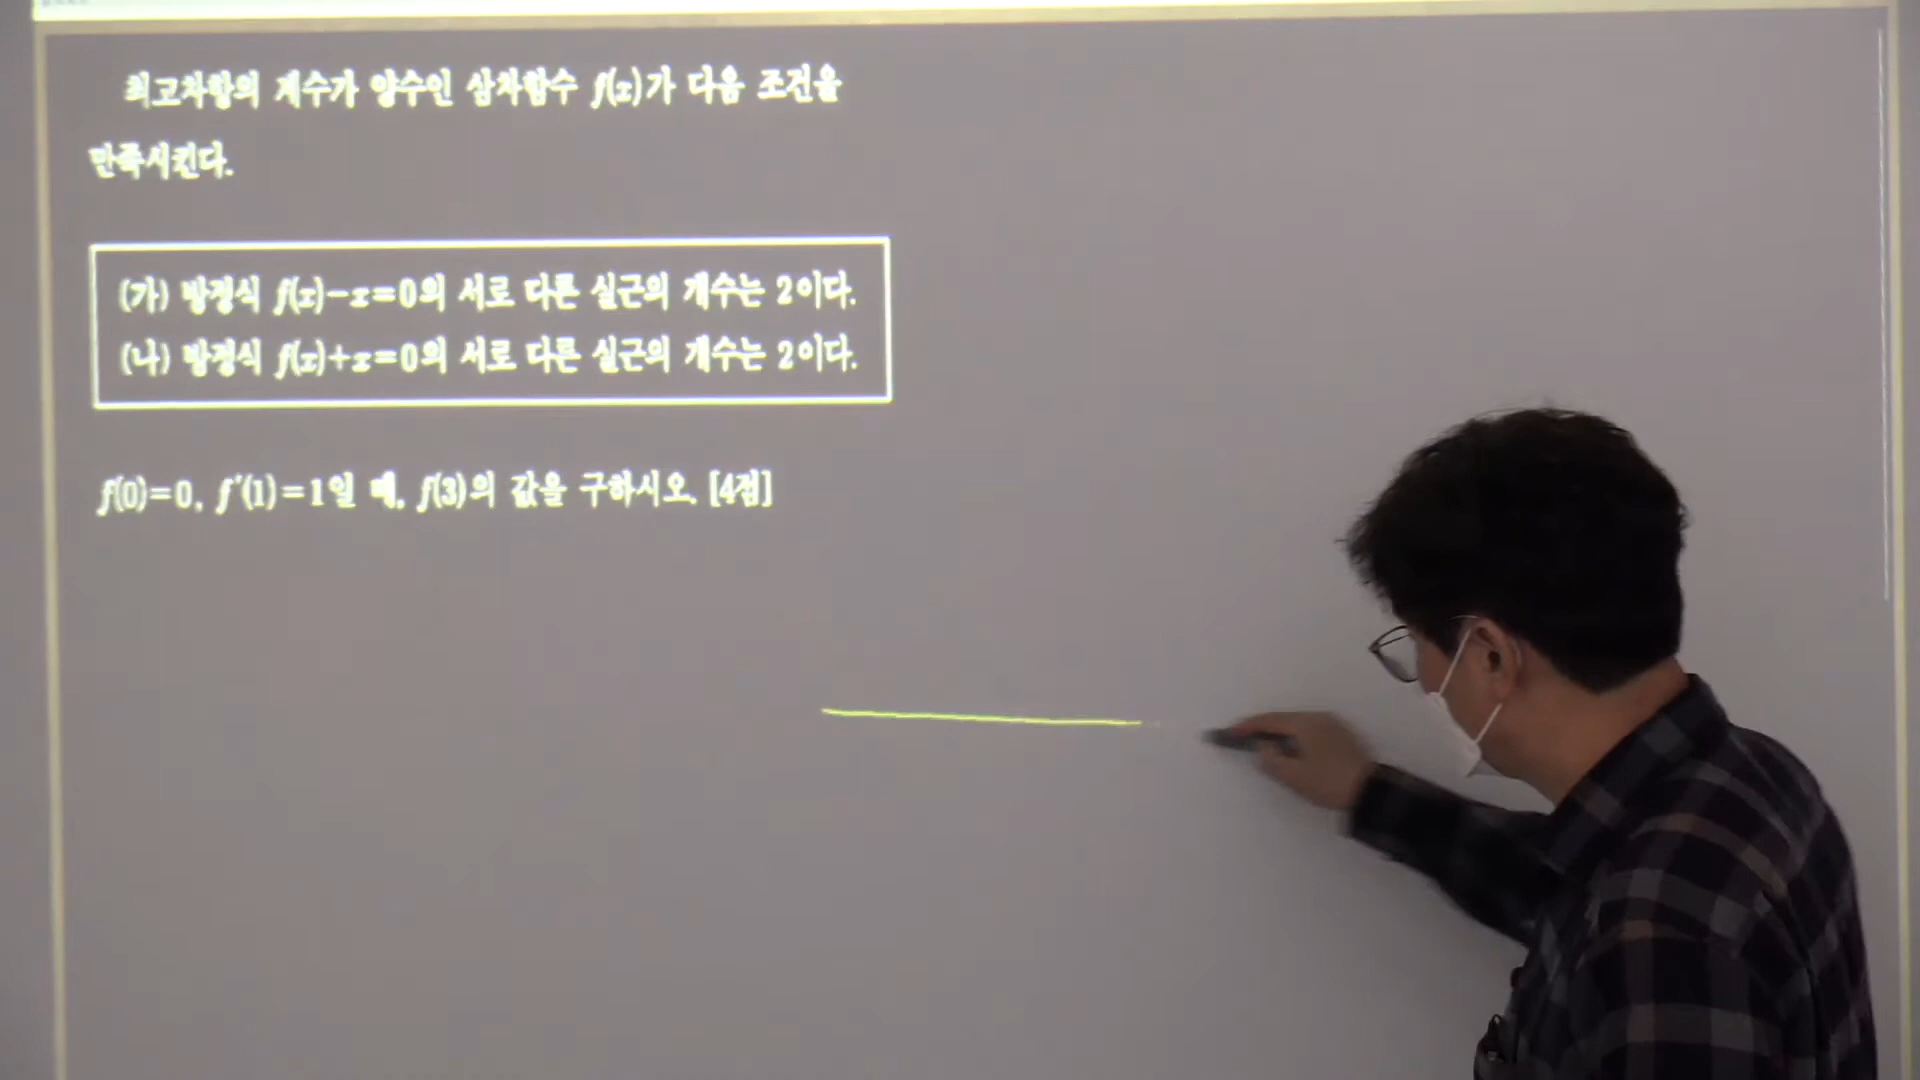 최고차항의 계수가 양수인 삼차함수 f(x)가 다음 조건을
만족시킨다.
(가) 방정식 f(x)-x=0의 서로 다른 실근의 개수는 2이다.
(나) 방정식 f(x)+x=0의 서로 다른 실근의 개수는 2이다.
f(0)=0, f'(1)=1일 때, f(3)의 값을 구하시오. [4점]